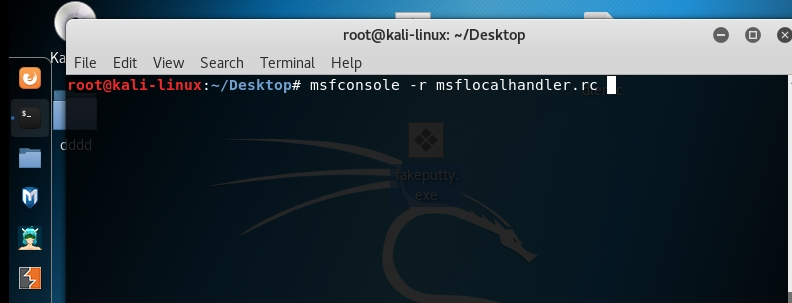 root@kali-linux: ~/Desktop
File Edit View Search Terminal Help
root@kali-linux:~/Desktop# msfconsole -r msflocalhandler.rc
dddd
fakeputty.
exe